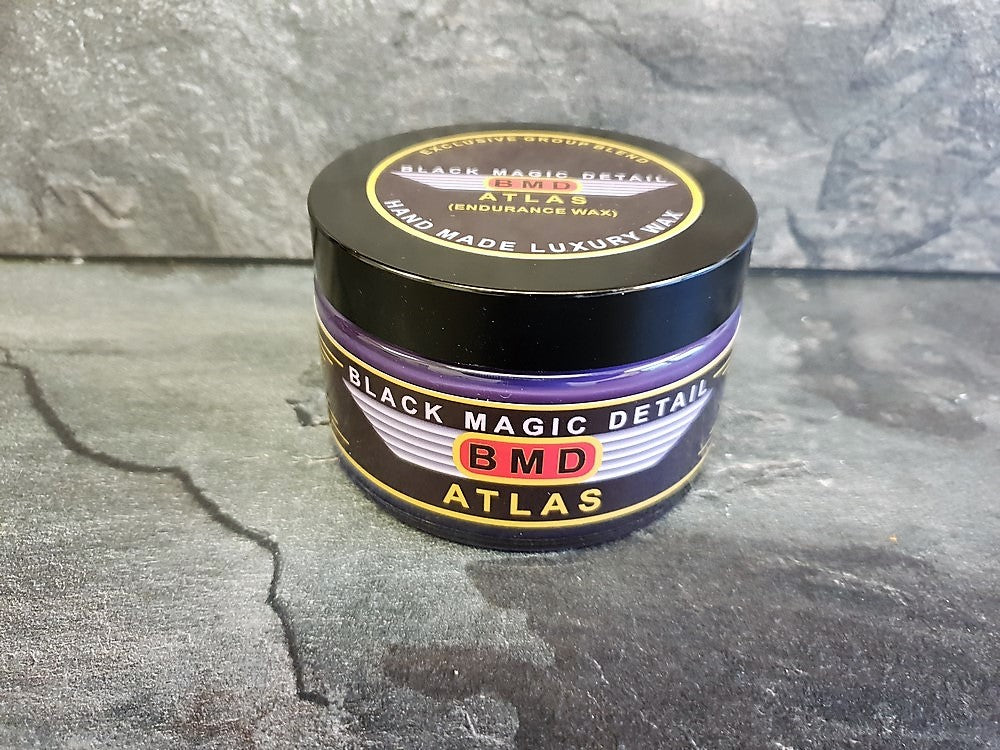 EXCLUSIVE GROUP BLEND
BLACK MAGIC DETAIL
BMD
ATLAS
(ENDURANCE WAX)
HAND MADE LUXURY WAX
BLACK MAGIC DETAIL
BMD
ATLAS